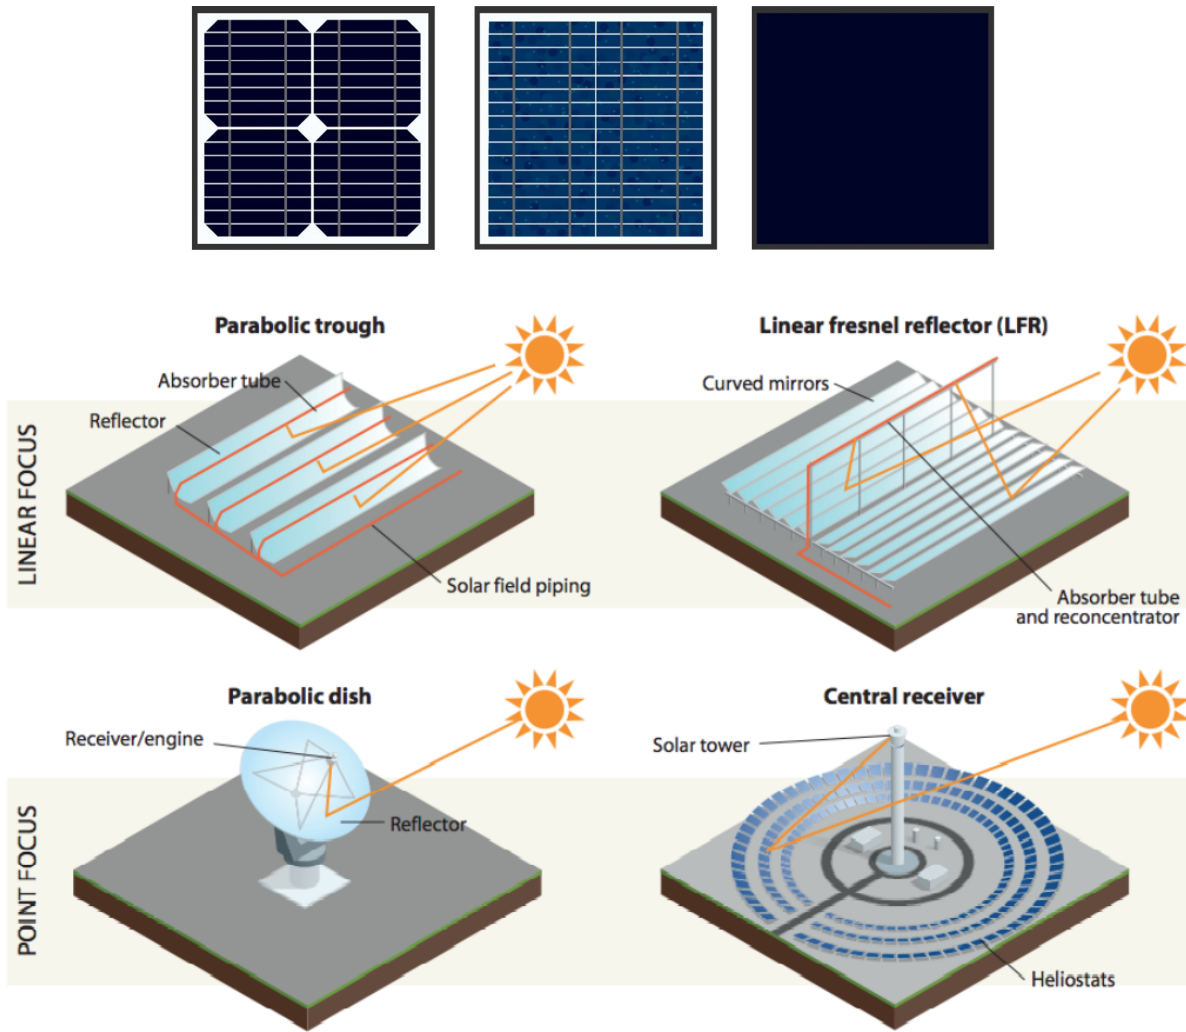 Parabolic trough
Absorber tube
Reflector
Solar field piping
Linear fresnel reflector (LFR)
Curved mirrors
Absorber tube
and reconcentrator
LINEAR FOCUS
Parabolic dish
Receiver/engine
Reflector
Central receiver
Solar tower
Heliostats
POINT FOCUS